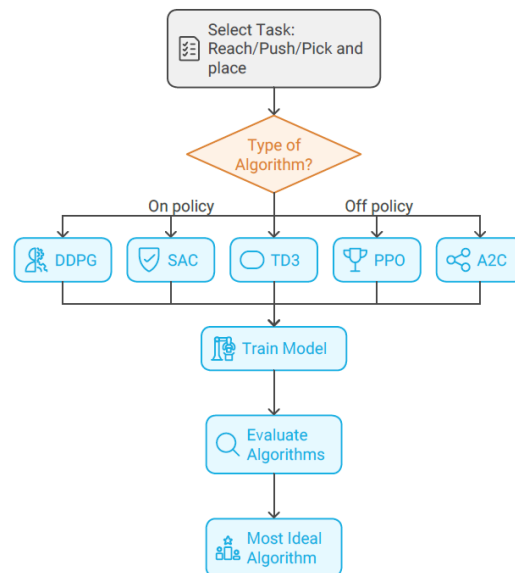 Select Task:
Reach/Push/Pick and
place
Type of
Algorithm?
On policy
Off policy
DDPG
SAC
TD3
PPO
A2C
Train Model
Evaluate
Algorithms
Most Ideal
Algorithm